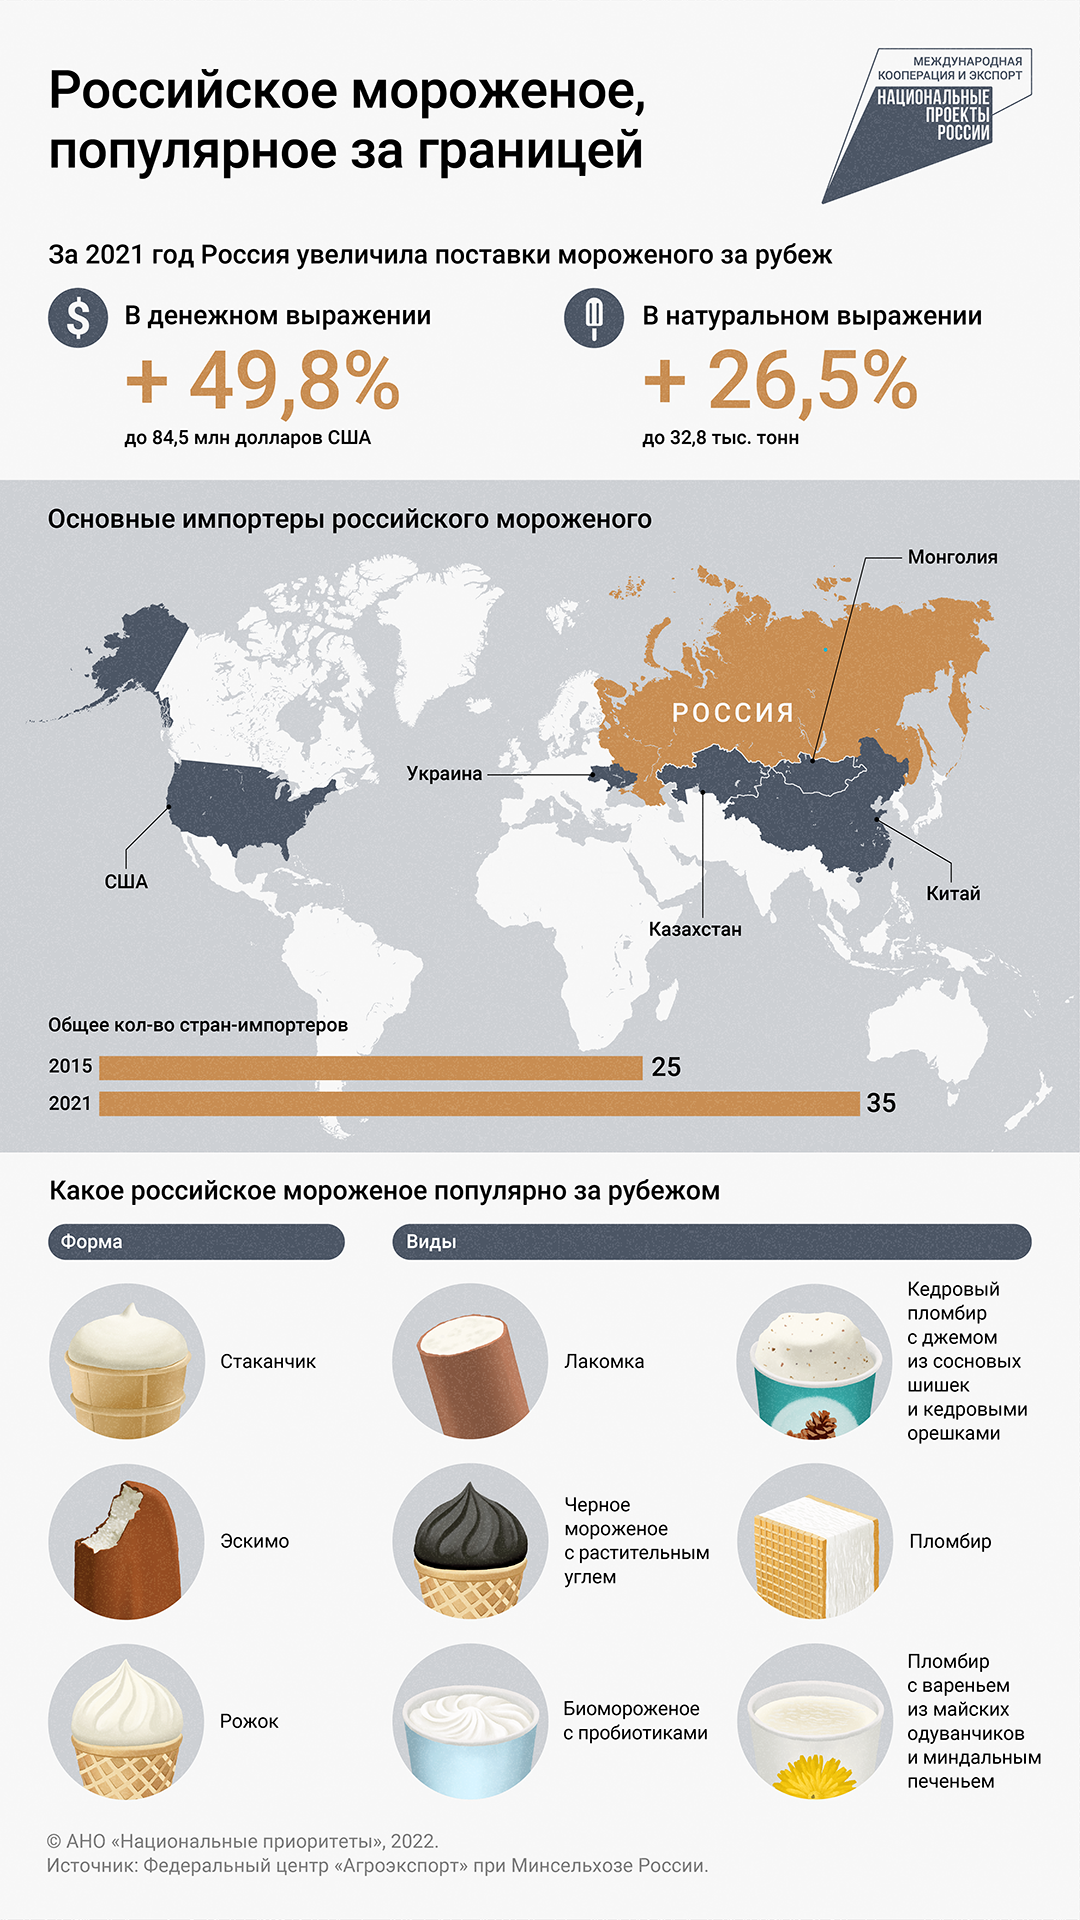 Российское мороженое,
популярное за границей
МЕЖДУНАРОДНАЯ
КООПЕРАЦИЯ И ЭКСПОРТ
НАЦИОНАЛЬНЫЕ
ПРОЕКТЫ
РОССИИ
За 2021 год Россия увеличила поставки мороженого за рубеж
$
В денежном выражении
+ 49,8%
до 84,5 млн долларов США
В натуральном выражении
+ 26,5%
до 32,8 тыс. тонн
Основные импортеры российского мороженого
Монголия
РОССИЯ
Украина
США
Китай
Казахстан
Общее кол-во стран-импортеров
2015 25
2021 35
Какое российское мороженое популярно за рубежом
Форма
Стаканчик
Эскимо
Рожок
Виды
Лакомка
Черное
мороженое
с растительным
углем
Биомороженое
с пробиотиками
Кедровый
пломбир
с джемом
из сосновых
шишек
и кедровыми
орешками
Пломбир
Пломбир
с вареньем
из майских
одуванчиков
и миндальным
печеньем
© АНО «Национальные приоритеты», 2022.
Источник: Федеральный центр «Агроэкспорт» при Минсельхозе России.